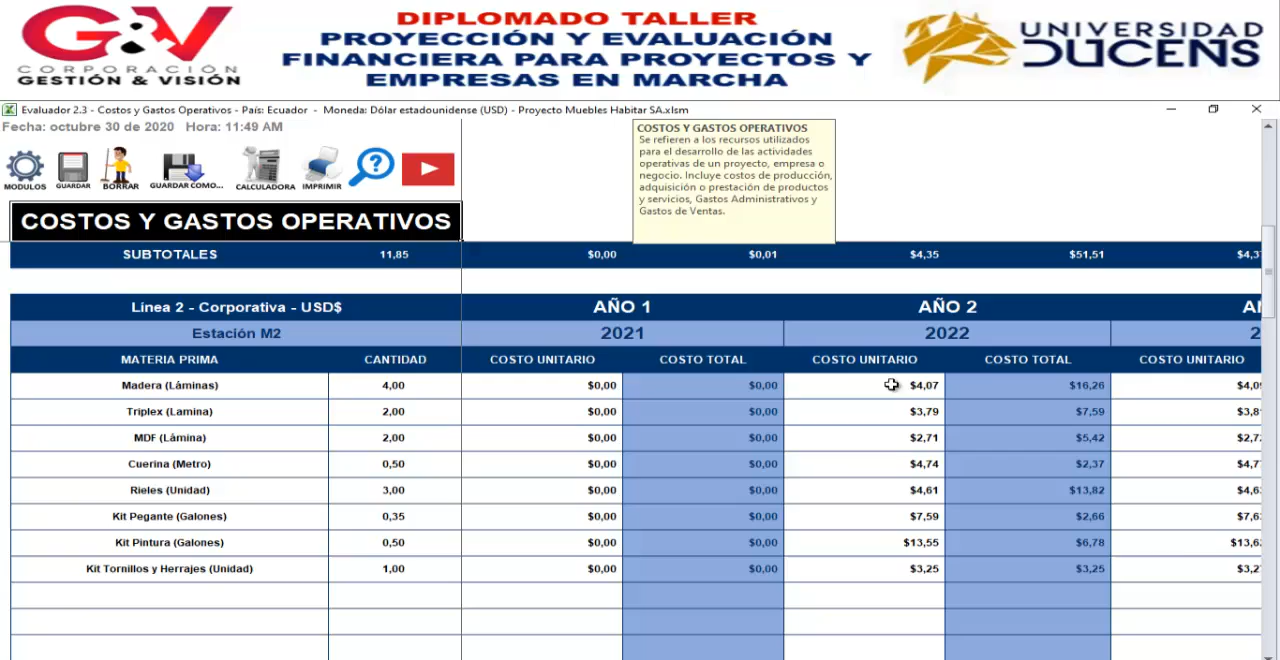 G&V
CORPORACIÓN
GESTIÓN & VISIÓN
DIPLOMADO TALLER
PROYECCIÓN Y EVALUACIÓN
FINANCIERA PARA PROYECTOS Y
EMPRESAS EN MARCHA
UNIVERSIDAD
DUCENS
Evaluador 2.3 - Costos y Gastos Operativos - País: Ecuador - Moneda: Dólar estadounidense (USD) - Proyecto Muebles Habitar SA.xlsm
Fecha: octubre 30 de 2020 Hora: 11:49 AM
MODULOS GUARDAR BORRAR GUARDAR COMO... CALCULADORA IMPRIMIR
COSTOS Y GASTOS OPERATIVOS
Se refieren a los recursos utilizados
para el desarrollo de las actividades
operativas de un proyecto, empresa o
negocio. Incluye costos de producción,
adquisición o prestación de productos
y servicios, Gastos Administrativos y
Gastos de Ventas.
COSTOS Y GASTOS OPERATIVOS
SUBTOTALES 11,85 $0,00 $0,01 $4,35 $51,51
Línea 2 - Corporativa - USD$ AÑO 1 AÑO 2
Estación M2 2021 2022
MATERIA PRIMA CANTIDAD COSTO UNITARIO COSTO TOTAL COSTO UNITARIO COSTO TOTAL COSTO UNITARIO
Madera (Láminas) 4,00 $0,00 $0,00 $4,07 $16,26
Triplex (Lamina) 2,00 $0,00 $0,00 $3,79 $7,59
MDF (Lámina) 2,00 $0,00 $0,00 $2,71 $5,42
Cuerina (Metro) 0,50 $0,00 $0,00 $4,74 $2,37
Rieles (Unidad) 3,00 $0,00 $0,00 $4,61 $13,82
Kit Pegante (Galones) 0,35 $0,00 $0,00 $7,59 $2,66
Kit Pintura (Galones) 0,50 $0,00 $0,00 $13,55 $6,78
Kit Tornillos y Herrajes (Unidad) 1,00 $0,00 $0,00 $3,25 $3,25